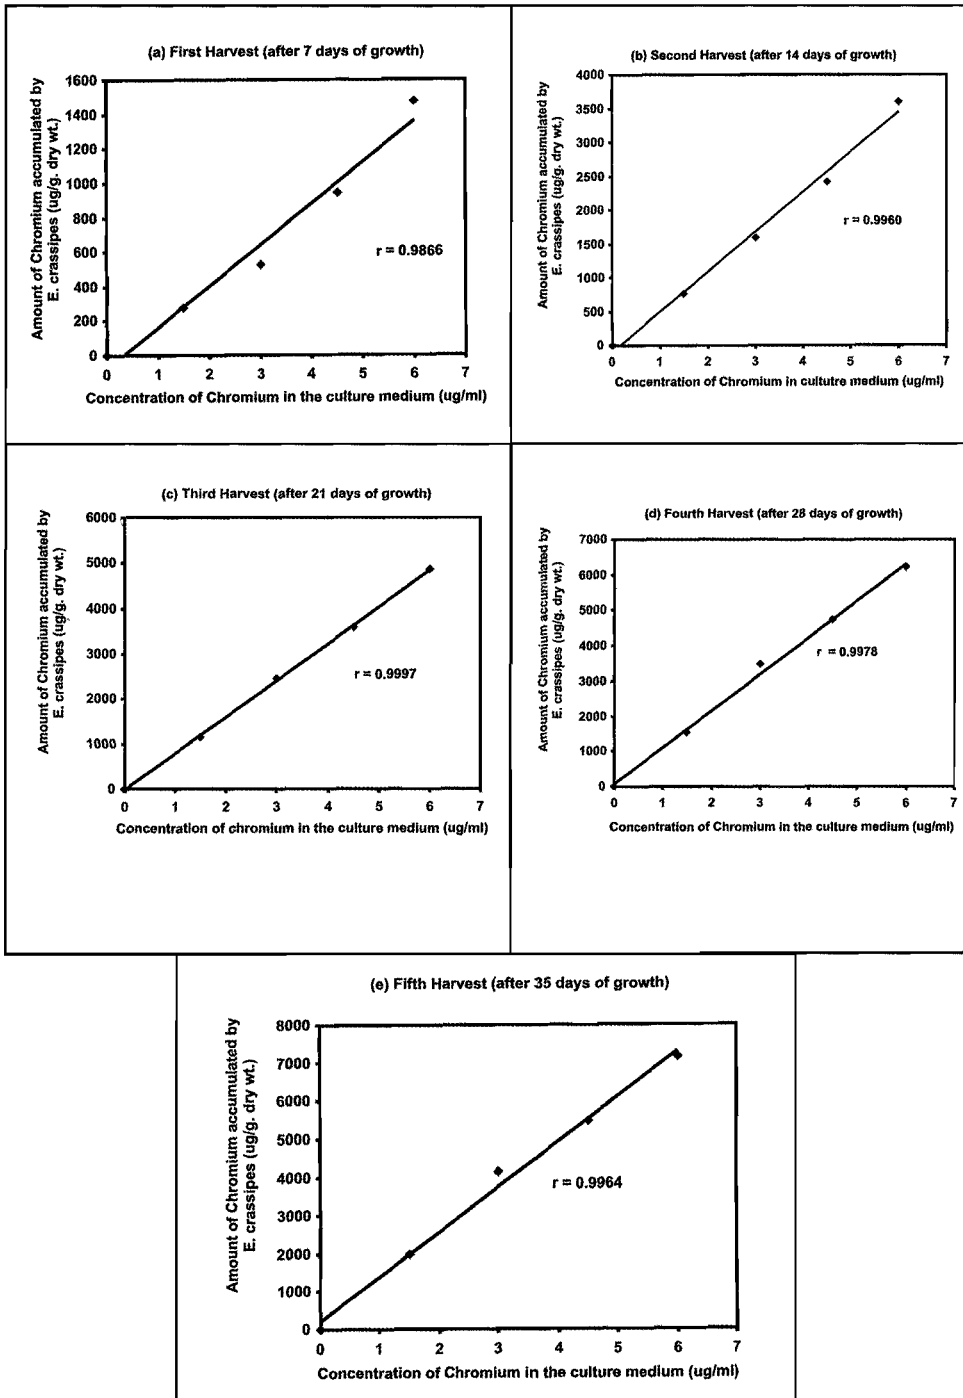 (a) First Harvest (after 7 days of growth)
Amount of Chromium accumulated by
E. crassipes (ug/g. dry wt.)
1600
1400
1200
1000
800
600
400
200
0
r = 0.9866
0 1 2 3 4 5 6 7
Concentration of Chromium in the culture medium (ug/ml)
(b) Second Harvest (after 14 days of growth)
Amount of Chromium accumulated by
E. crassipes (ug/g. dry wt.)
4000
3500
3000
2500
2000
1500
1000
500
0
r = 0.9960
0 1 2 3 4 5 6 7
Concentration of Chromium in cultutre medium (ug/ml)
(c) Third Harvest (after 21 days of growth)
Amount of Chromium accumulated by
E. crassipes (ug/g. dry wt.)
6000
5000
4000
3000
2000
1000
0
r = 0.9997
0 1 2 3 4 5 6 7
Concentration of chromium in the culture medium (ug/ml)
(d) Fourth Harvest (after 28 days of growth)
Amount of Chromium accumulated by
E. crassipes (ug/g. dry wt.)
7000
6000
5000
4000
3000
2000
1000
0
r = 0.9978
0 1 2 3 4 5 6 7
Concentration of Chromium in the culture medium (ug/ml)
(e) Fifth Harvest (after 35 days of growth)
Amount of Chromium accumulated by
E. crassipes (ug/g. dry wt.)
8000
7000
6000
5000
4000
3000
2000
1000
0
r = 0.9964
0 1 2 3 4 5 6 7
Concentration of Chromium in the culture medium (ug/ml)